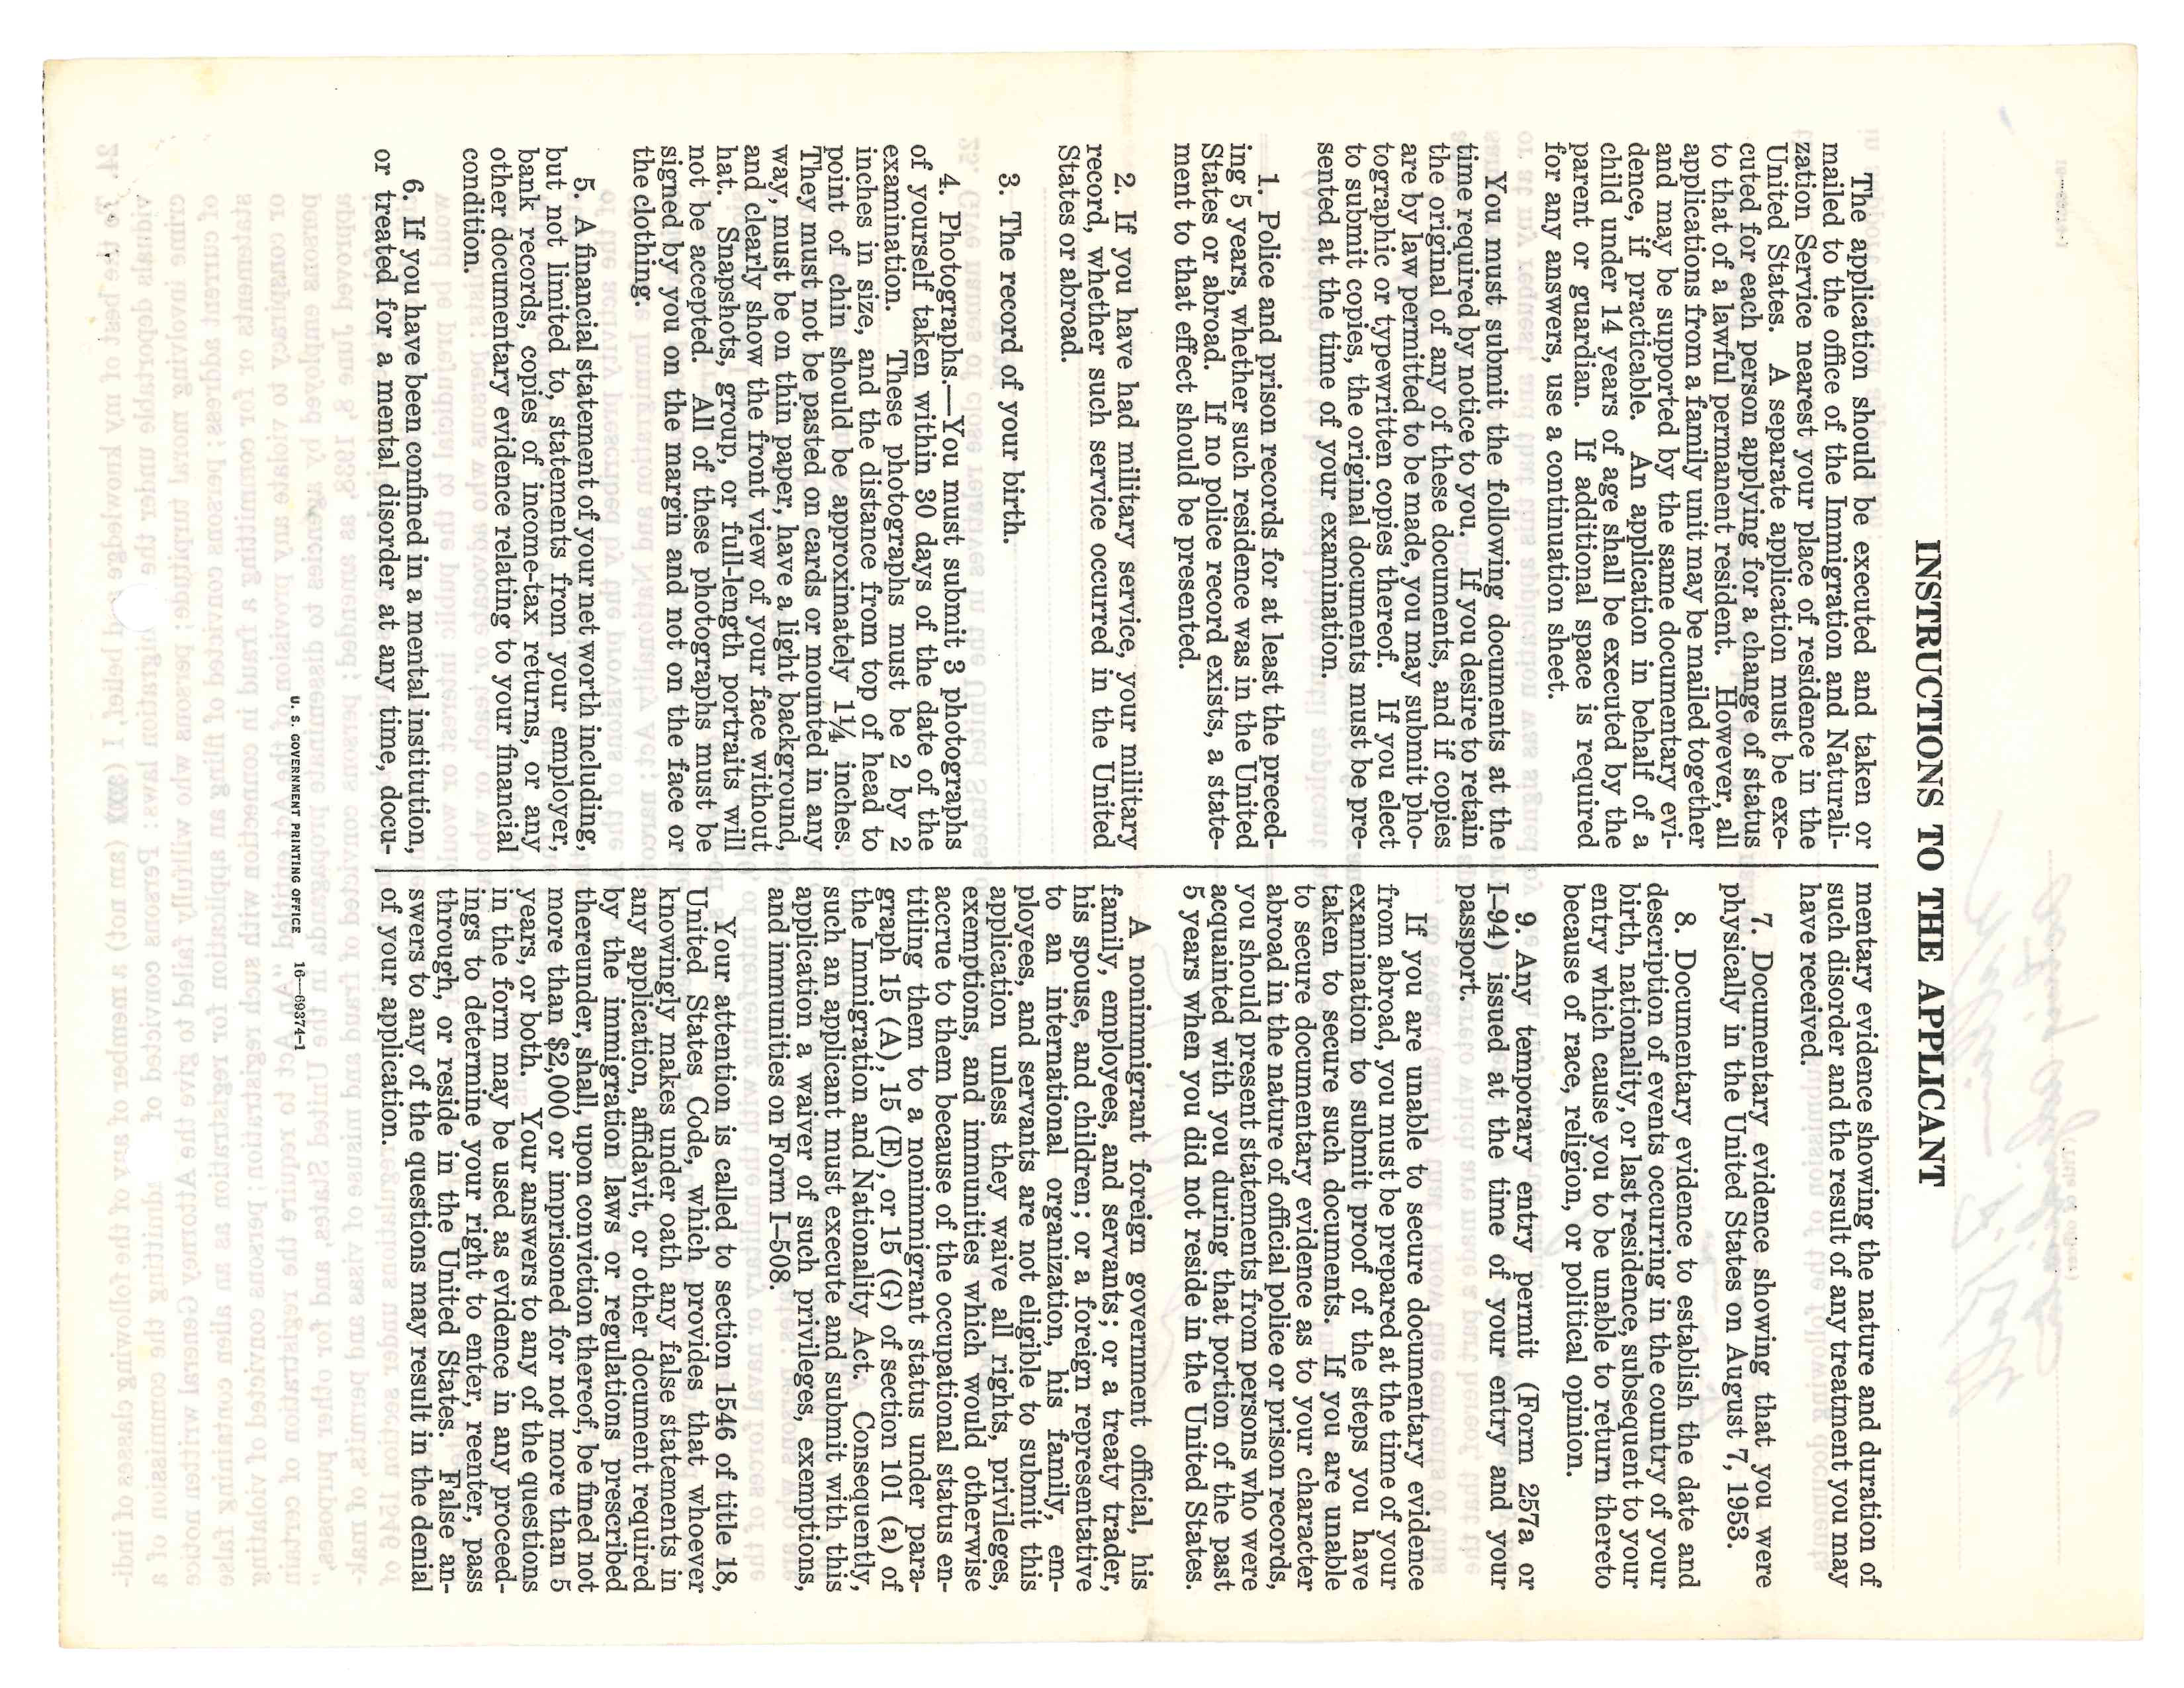 INSTRUCTIONS TO THE APPLICANT
The application should be executed and taken or
mailed to the office of the Immigration and Naturali-
zation Service nearest your place of residence in the
United States. A separate application must be exe-
cuted for each person applying for a change of status
to that of a lawful permanent resident. However, all
applications from a family unit may be mailed together
and may be supported by the same documentary evi-
dence, if practicable. An application in behalf of a
child under 14 years of age shall be executed by the
parent or guardian. If additional space is required
for any answers, use a continuation sheet.
You must submit the following documents at the
time required by notice to you. If you desire to retain
the original of any of these documents, and if copies
are by law permitted to be made, you may submit pho-
tographic or typewritten copies thereof. If you elect
to submit copies, the original documents must be pre-
sented at the time of your examination.
1. Police and prison records for at least the preced-
ing 5 years, whether such residence was in the United
States or abroad. If no police record exists, a state-
ment to that effect should be presented.
2. If you have had military service, your military
record, whether such service occurred in the United
States or abroad.
3. The record of your birth.
4. Photographs.—You must submit 3 photographs
of yourself taken within 30 days of the date of the
examination. These photographs must be 2 by 2
inches in size, and the distance from top of head to
point of chin should be approximately 1¼ inches.
They must not be pasted on cards or mounted in any
way, must be on thin paper, have a light background,
and clearly show the front view of your face without
hat. Snapshots, group, or full-length portraits will
not be accepted. All of these photographs must be
signed by you on the margin and not on the face or
the clothing.
5. A financial statement of your net worth including,
but not limited to, statements from your employer,
bank records, copies of income-tax returns, or any
other documentary evidence relating to your financial
condition.
6. If you have been confined in a mental institution,
or treated for a mental disorder at any time, docu-
mentary evidence showing the nature and duration of
such disorder and the result of any treatment you may
have received.
7. Documentary evidence showing that you were
physically in the United States on August 7, 1953.
8. Documentary evidence to establish the date and
description of events occurring in the country of your
birth, nationality, or last residence, subsequent to your
entry which cause you to be unable to return thereto
because of race, religion, or political opinion.
9. Any temporary entry permit (Form 257a or
I–94) issued at the time of your entry and your
passport.
If you are unable to secure documentary evidence
from abroad, you must be prepared at the time of your
examination to submit proof of the steps you have
taken to secure such documents. If you are unable
to secure documentary evidence as to your character
abroad in the nature of official police or prison records,
you should present statements from persons who were
acquainted with you during that portion of the past
5 years when you did not reside in the United States.
A nonimmigrant foreign government official, his
family, employees, and servants; or a treaty trader,
his spouse, and children; or a foreign representative
to an international organization, his family, em-
ployees, and servants are not eligible to submit this
application unless they waive all rights, privileges,
exemptions, and immunities which would otherwise
accrue to them because of the occupational status en-
titling them to a nonimmigrant status under para-
graph 15 (A), 15 (E), or 15 (G) of section 101 (a) of
the Immigration and Nationality Act. Consequently,
such an applicant must execute and submit with this
application a waiver of such privileges, exemptions,
and immunities on Form I–508.
Your attention is called to section 1546 of title 18,
United States Code, which provides that whoever
knowingly makes under oath any false statements in
any application, affidavit, or other document required
by the immigration laws or regulations prescribed
thereunder, shall, upon conviction thereof, be fined not
more than $2,000 or imprisoned for not more than 5
years, or both. Your answers to any of the questions
in the form may be used as evidence in any proceed-
ings to determine your right to enter, reenter, pass
through, or reside in the United States. False an-
swers to any of the questions may result in the denial
of your application.
U. S. GOVERNMENT PRINTING OFFICE 16—69374-1